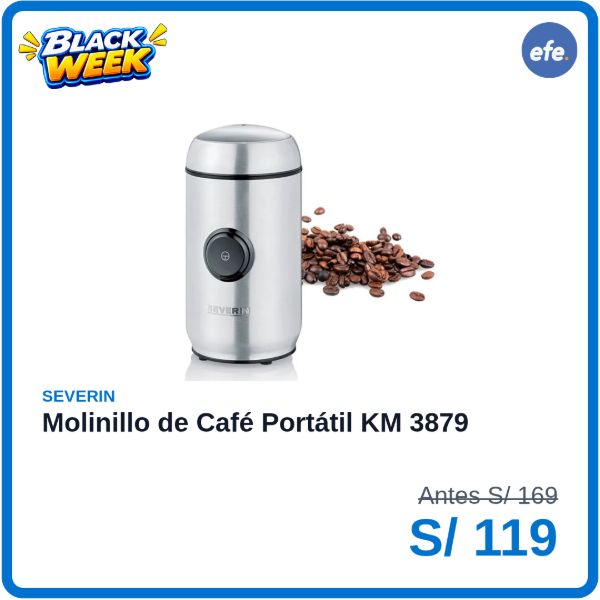 BLACK
WEEK
efe.
SEVERIN
SEVERIN
Molinillo de Café Portátil KM 3879
Antes S/ 169
S/ 119